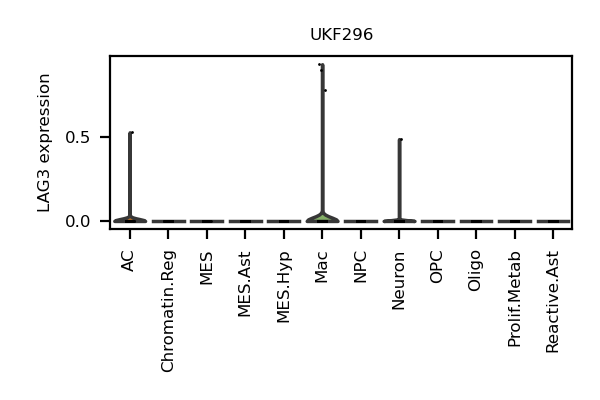 UKF296
LAG3 expression
0.5
0.0
AC
Chromatin.Reg
MES
MES.Ast
MES.Hyp
Mac
NPC
Neuron
OPC
Oligo
Prolif.Metab
Reactive.Ast